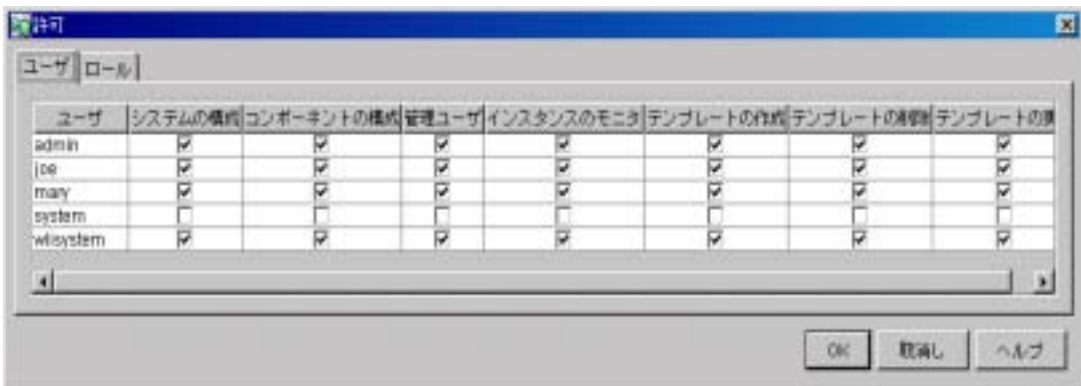 許可
ユーザ ロール
ユーザ システムの構成 コンポーネントの構成 管理ユーザ インスタンスのモニタ テンプレートの作成 テンプレートの削除 テンプレートの
admin
joe
mary
system
wlisystem
OK 取消し ヘルプ